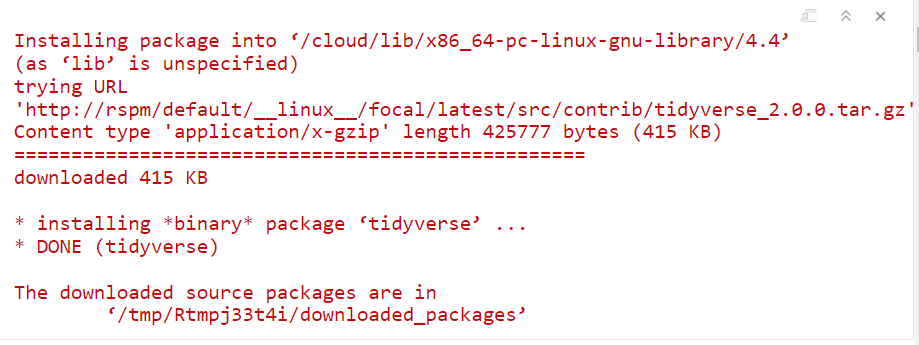 Installing package into ‘/cloud/lib/x86_64-pc-linux-gnu-library/4.4’
(as ‘lib’ is unspecified)
trying URL
'http://rspm/default/__linux__/focal/latest/src/contrib/tidyverse_2.0.0.tar.gz'
Content type 'application/x-gzip' length 425777 bytes (415 KB)
==================================================
downloaded 415 KB
* installing *binary* package ‘tidyverse’ ...
* DONE (tidyverse)
The downloaded source packages are in
‘/tmp/Rtmpj33t4i/downloaded_packages’